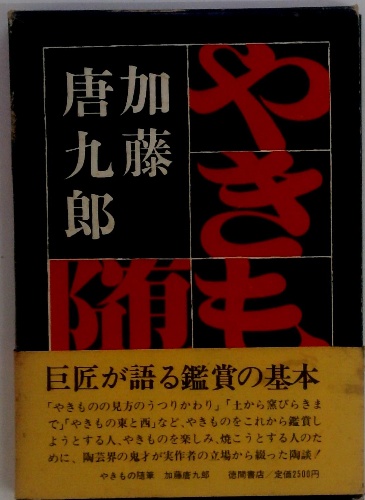 やきも
加藤
唐九郎
随
巨匠が語る鑑賞の基本
「やきものの見方のうつりかわり」「土から窯びらきま
で」「やきもの東と西」など、やきものをこれから鑑賞し
ようとする人、やきものを楽しみ、焼こうとする人のため
に、陶芸界の鬼才が実作者の立場から綴った陶談!
やきもの随筆 加藤唐九郎 徳間書店/定価2500円